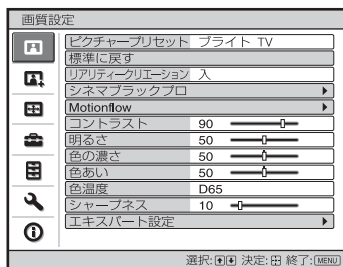 画質設定
ピクチャープリセット ブライト TV
標準に戻す
リアリティークリエーション 入
シネマブラックプロ
Motionflow
コントラスト 90
明るさ 50
色の濃さ 50
色あい 50
色温度 D65
シャープネス 10
エキスパート設定
選択: 決定: 終了: MENU